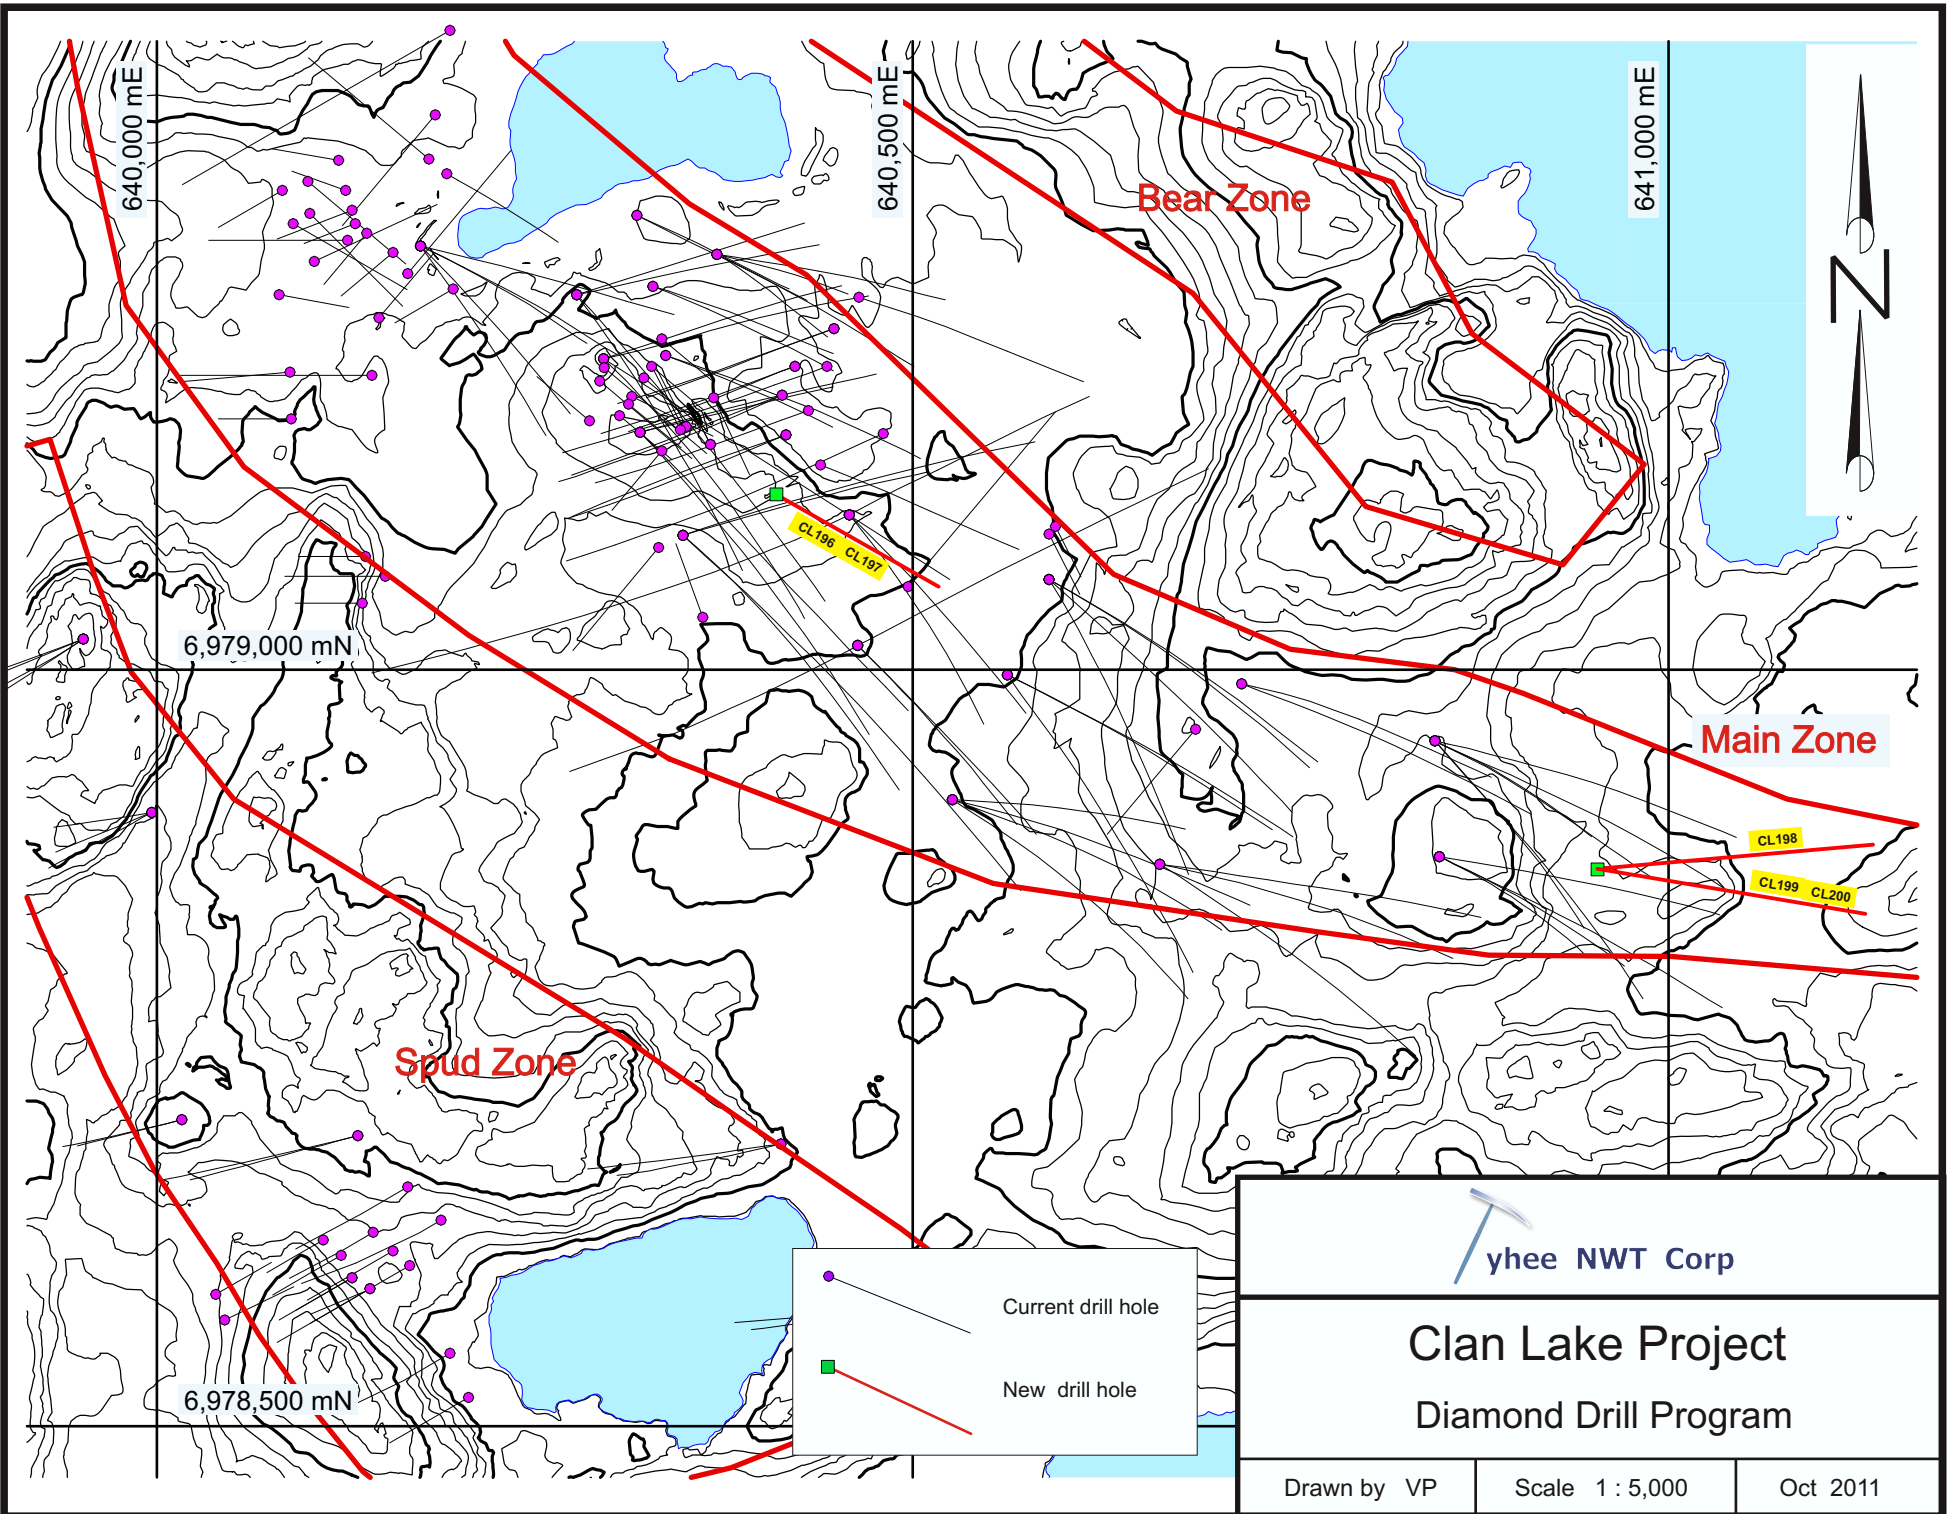 640,000 mE
640,500 mE
641,000 mE
Bear Zone
N
CL196 CL197
6,979,000 mN
Main Zone
CL198
CL199 CL200
Spud Zone
6,978,500 mN
Current drill hole
New drill hole
yhee NWT Corp
Clan Lake Project
Diamond Drill Program
Drawn by VP
Scale 1 : 5,000
Oct 2011